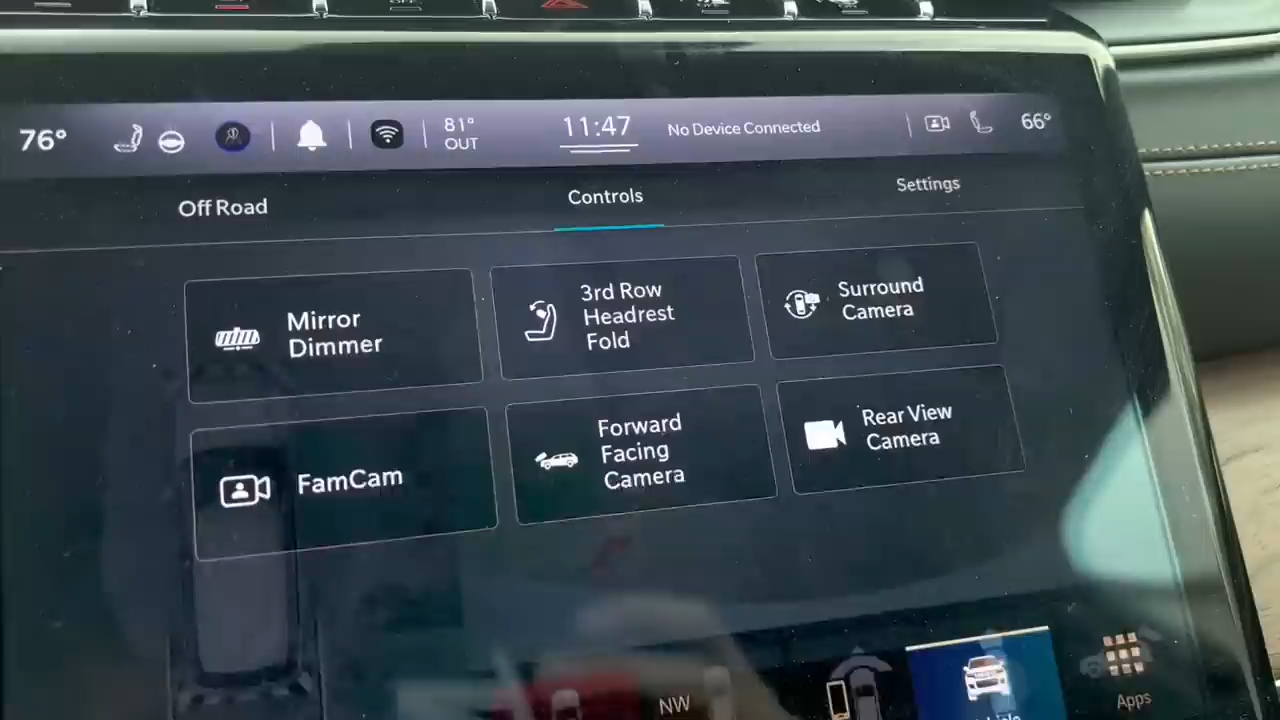 76°
81°
OUT
11:47
No Device Connected
66°
Off Road
Controls
Settings
Mirror
Dimmer
3rd Row
Headrest
Fold
Surround
Camera
FamCam
Forward
Facing
Camera
Rear View
Camera
NW
Apps